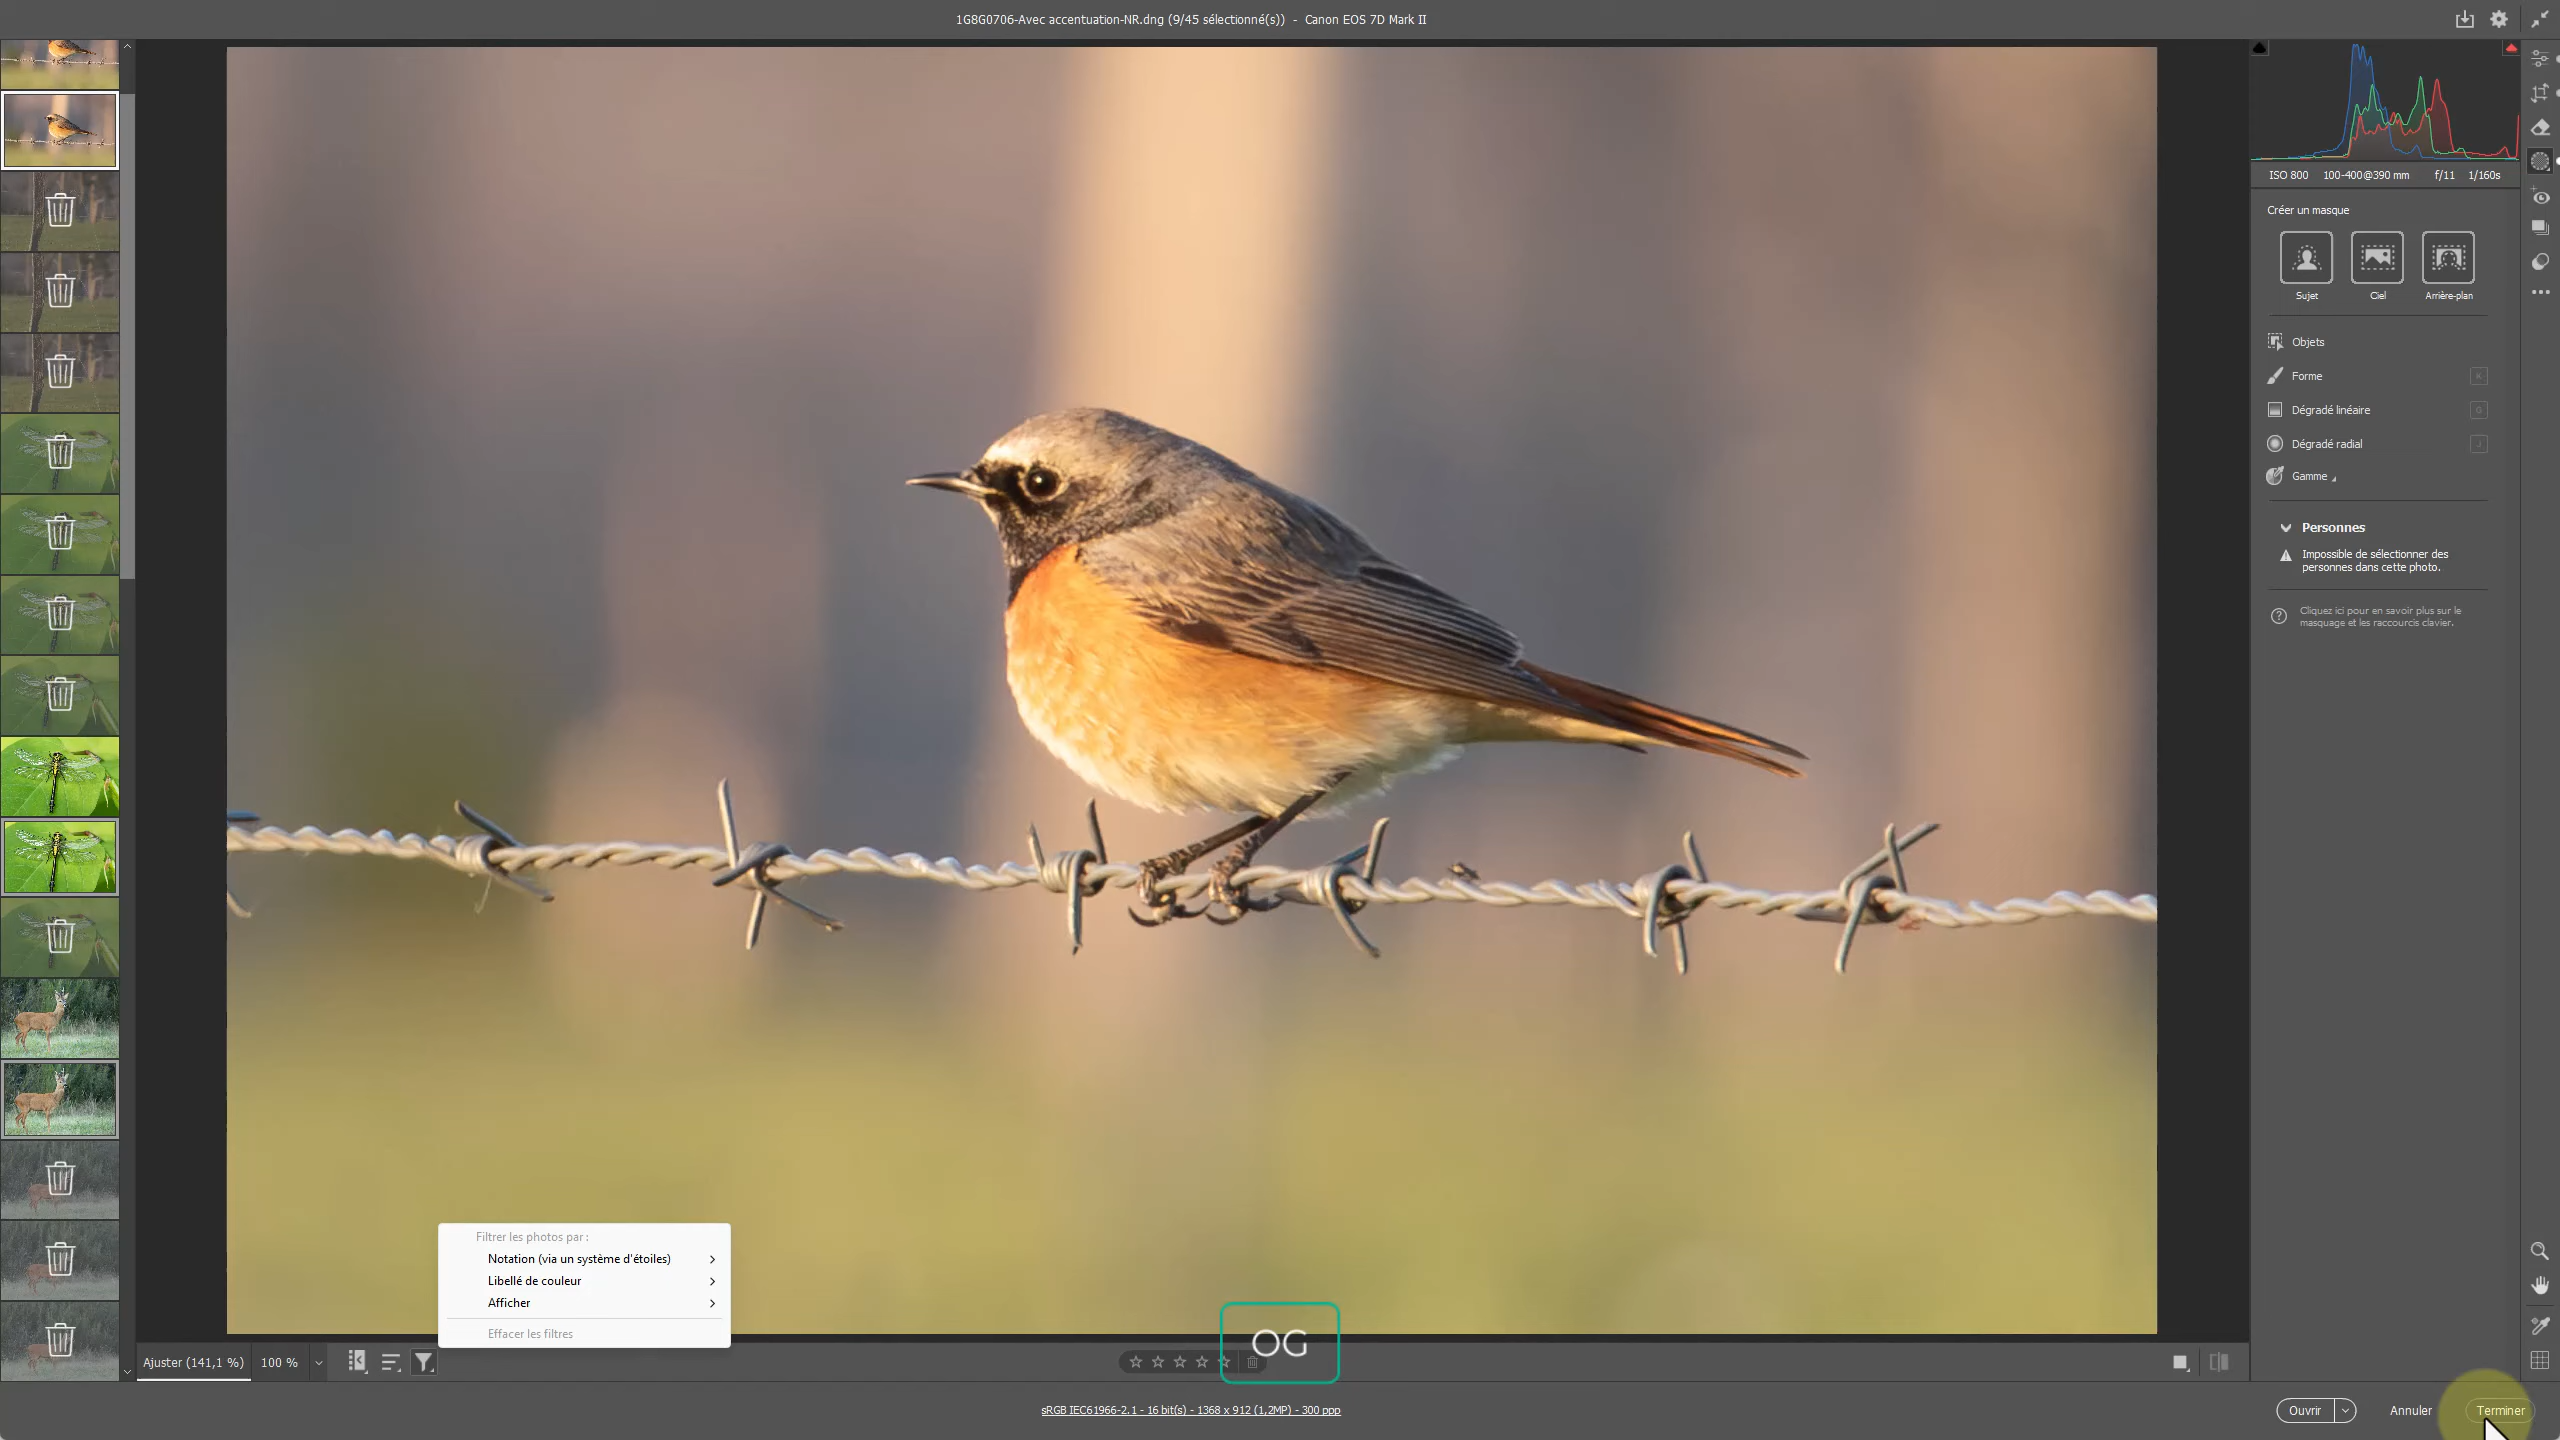 1G8G0706-Avec accentuation-NR.dng (9/45 sélectionné(s)) - Canon EOS 7D Mark II
ISO 800 100-400@390 mm f/11 1/160s
Créer un masque
Sujet Ciel Arrière-plan
Objets
Forme K
Dégradé linéaire G
Dégradé radial J
Gamme
Personnes
Impossible de sélectionner des
personnes dans cette photo.
Cliquez ici pour en savoir plus sur le
masquage et les raccourcis clavier.
Filtrer les photos par :
Notation (via un système d'étoiles)
Libellé de couleur
Afficher
Effacer les filtres
Ajuster (141,1 %) 100 %
OG
sRGB IEC61966-2.1 - 16 bit(s) - 1368 x 912 (1,2MP) - 300 ppp
Ouvrir Annuler Terminer